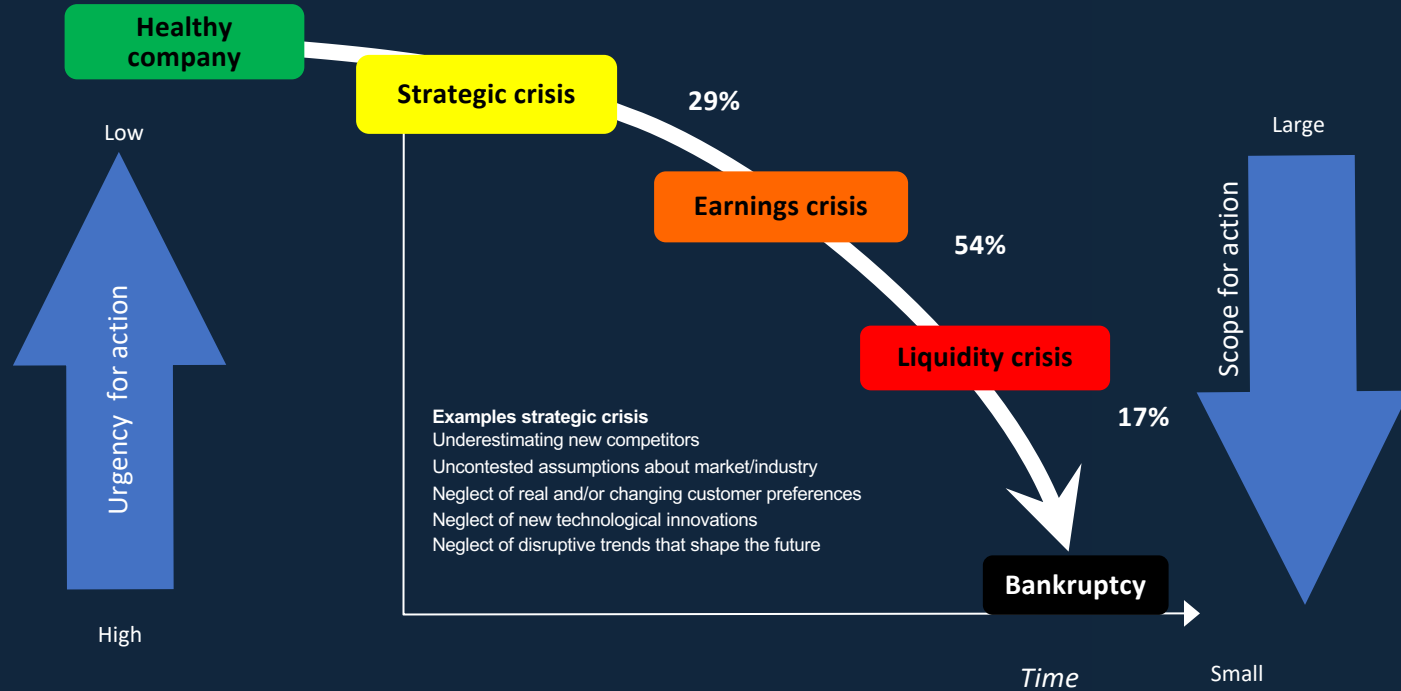 Healthy
company
Strategic crisis
29%
Low
Large
Earnings crisis
54%
Urgency for action
Scope for action
Liquidity crisis
17%
Examples strategic crisis
Underestimating new competitors
Uncontested assumptions about market/industry
Neglect of real and/or changing customer preferences
Neglect of new technological innovations
Neglect of disruptive trends that shape the future
Bankruptcy
High
Time
Small